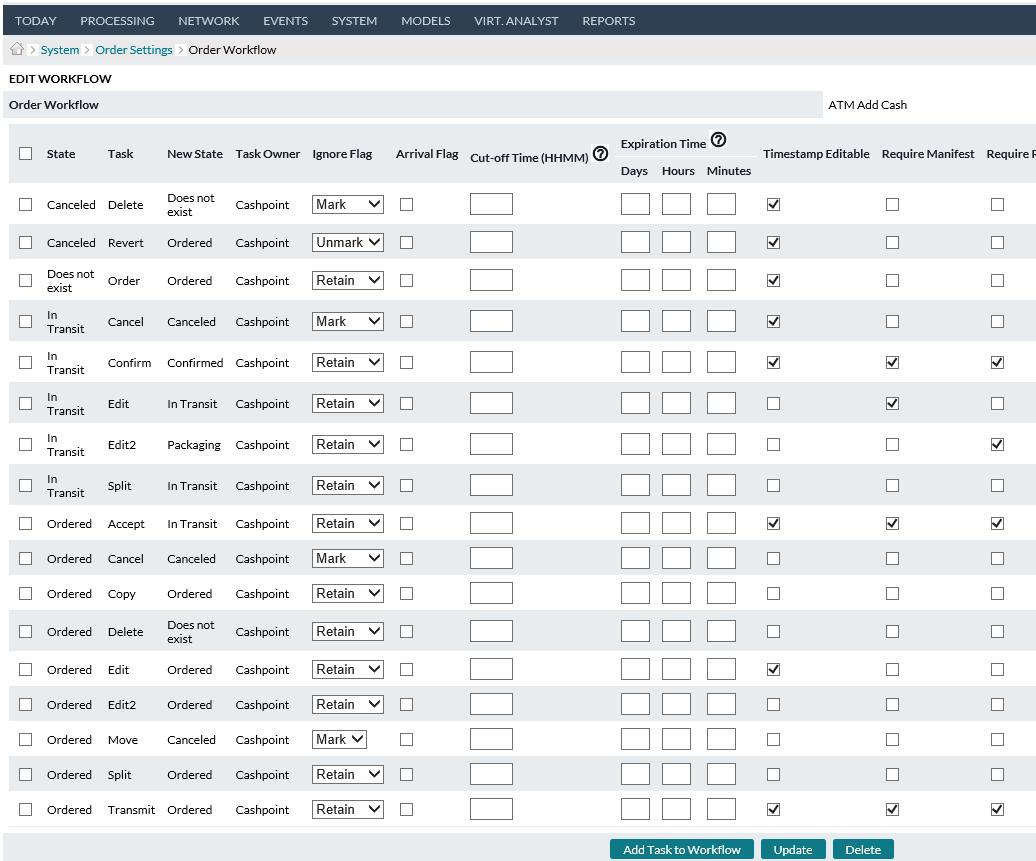 TODAY PROCESSING NETWORK EVENTS SYSTEM MODELS VIRT. ANALYST REPORTS
> System > Order Settings > Order Workflow
EDIT WORKFLOW
Order Workflow ATM Add Cash
State Task New State Task Owner Ignore Flag Arrival Flag Cut-off Time (HHMM) ? Expiration Time ? Timestamp Editable Require Manifest Require R
Days Hours Minutes
Canceled Delete Does not exist Cashpoint Mark
Canceled Revert Ordered Cashpoint Unmark
Does not exist Order Ordered Cashpoint Retain
In Transit Cancel Canceled Cashpoint Mark
In Transit Confirm Confirmed Cashpoint Retain
In Transit Edit In Transit Cashpoint Retain
In Transit Edit2 Packaging Cashpoint Retain
In Transit Split In Transit Cashpoint Retain
Ordered Accept In Transit Cashpoint Retain
Ordered Cancel Canceled Cashpoint Mark
Ordered Copy Ordered Cashpoint Retain
Ordered Delete Does not exist Cashpoint Retain
Ordered Edit Ordered Cashpoint Retain
Ordered Edit2 Ordered Cashpoint Retain
Ordered Move Canceled Cashpoint Mark
Ordered Split Ordered Cashpoint Retain
Ordered Transmit Ordered Cashpoint Retain
Add Task to Workflow Update Delete